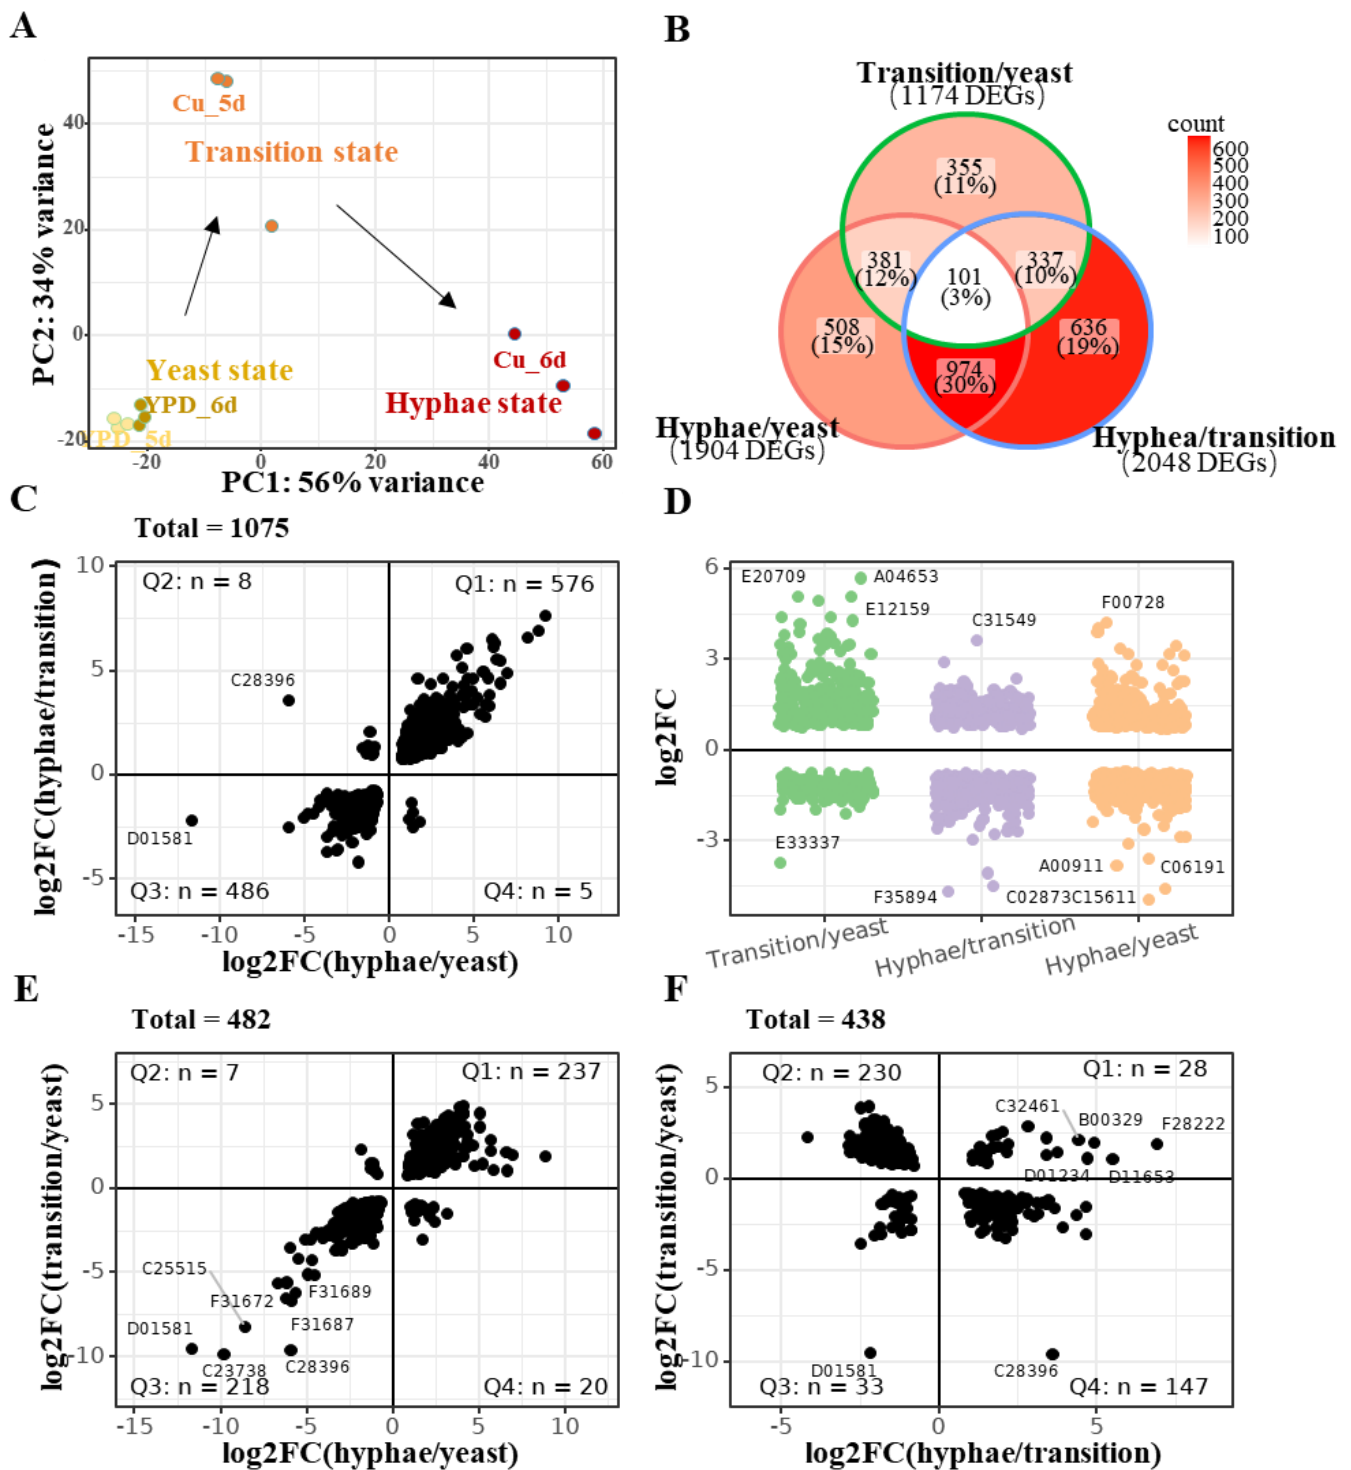 A
40
20
0
-20
-20
0
20
40
60
PC2: 34% variance
PC1: 56% variance
Cu_5d
Transition state
Yeast state
YPD_6d
YPD_5d
Cu_6d
Hyphae state
B
Transition/yeast
(1174 DEGs)
355
(11%)
381
(12%)
101
(3%)
337
(10%)
508
(15%)
636
(19%)
974
(30%)
Hyphae/yeast
(1904 DEGs)
Hyphea/transition
(2048 DEGs)
count
600
500
400
300
200
100
C
Total = 1075
Q2: n = 8
Q1: n = 576
C28396
D01581
Q3: n = 486
Q4: n = 5
10
5
0
-5
-15
-10
-5
0
5
10
log2FC(hyphae/transition)
log2FC(hyphae/yeast)
D
6
3
0
-3
log2FC
E20709
A04653
E12159
C31549
F00728
E33337
A00911
C06191
F35894
C02873C15611
Transition/yeast
Hyphae/transition
Hyphae/yeast
E
Total = 482
Q2: n = 7
Q1: n = 237
C25515
F31672
F31689
F31687
D01581
C23738
C28396
Q3: n = 218
Q4: n = 20
5
0
-5
-10
-15
-10
-5
0
5
10
log2FC(transition/yeast)
log2FC(hyphae/yeast)
F
Total = 438
Q2: n = 230
Q1: n = 28
C32461
B00329
F28222
D01234
D11653
D01581
C28396
Q3: n = 33
Q4: n = 147
5
0
-5
-10
-5
0
5
log2FC(transition/yeast)
log2FC(hyphae/transition)